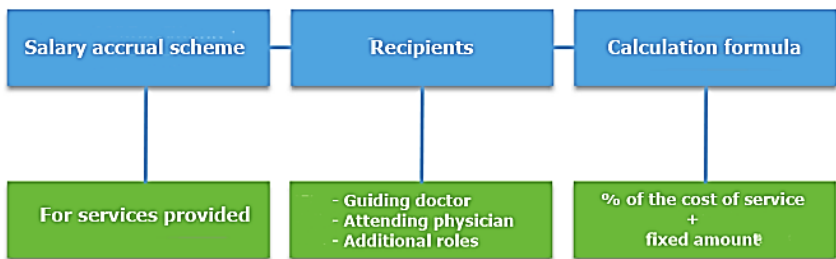 Salary accrual scheme
Recipients
Calculation formula
For services provided
- Guiding doctor
- Attending physician
- Additional roles
% of the cost of service
+
fixed amount